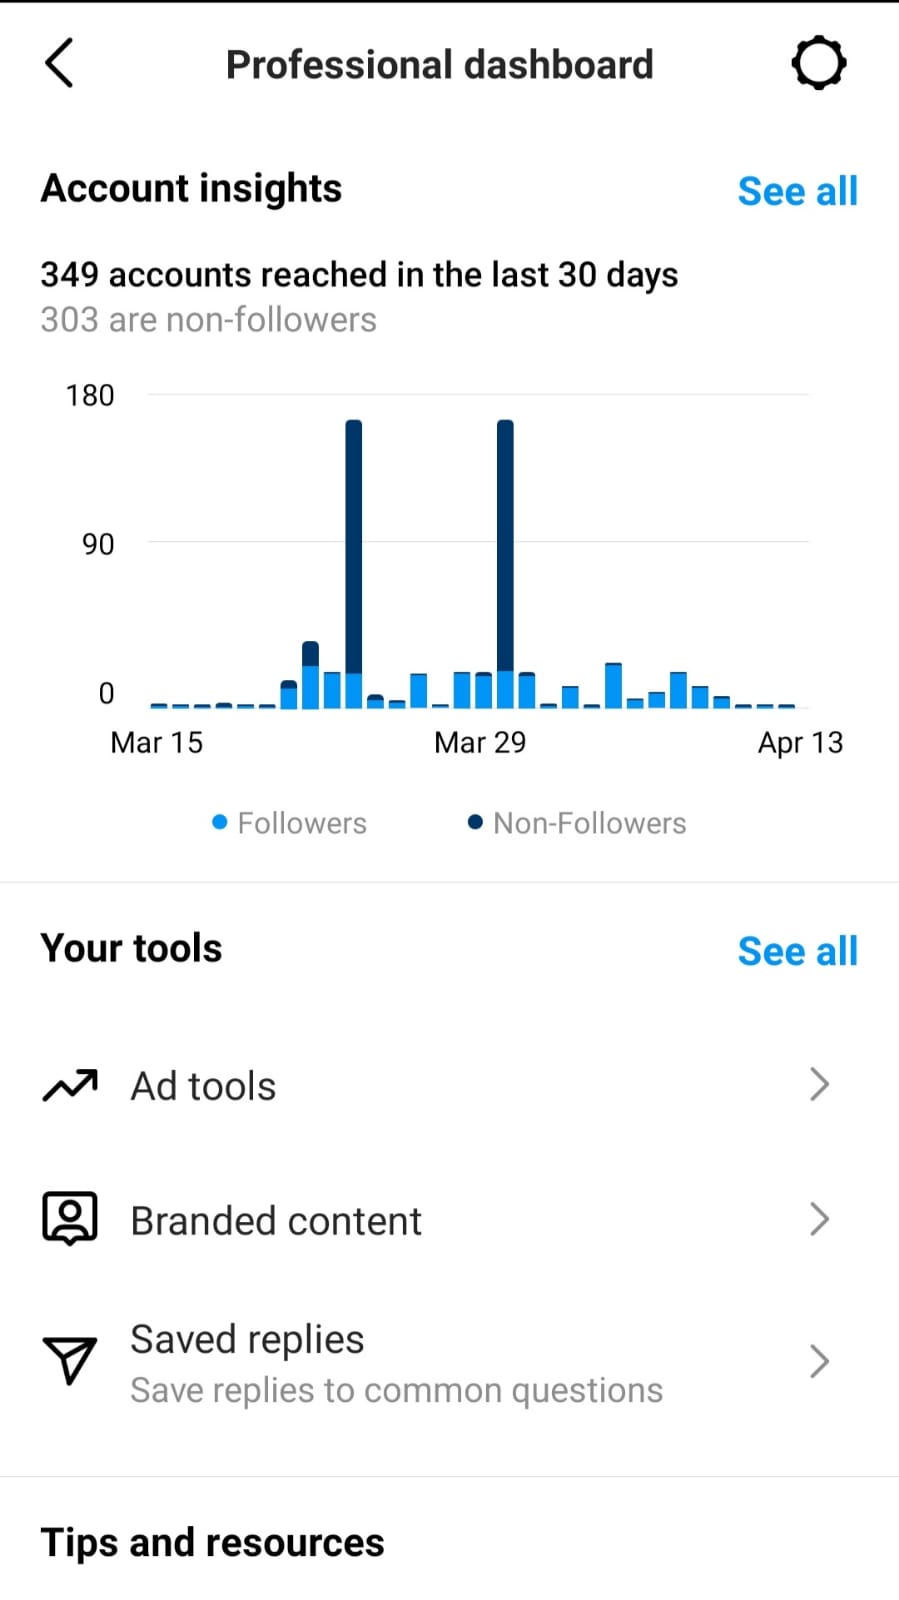 Professional dashboard
Account insights
See all
349 accounts reached in the last 30 days
303 are non-followers
180
90
0
Mar 15
Mar 29
Apr 13
Followers
Non-Followers
Your tools
See all
Ad tools
Branded content
Saved replies
Save replies to common questions
Tips and resources